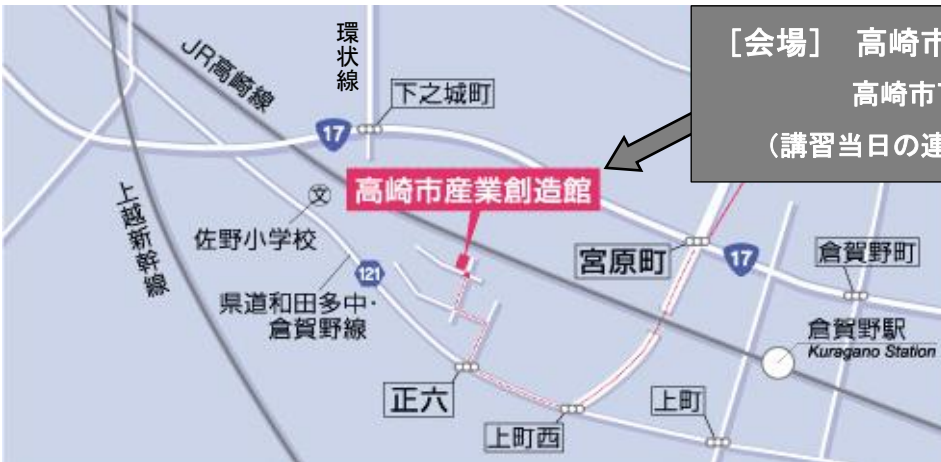 [会場] 高崎市
高崎市
(講習当日の連
環状線
JR高崎線
下之城町
17
高崎市産業創造館
文
佐野小学校
上越新幹線
121
県道和田多中・
倉賀野線
宮原町
17
倉賀野町
倉賀野駅
Kuragano Station
正六
上町西
上町